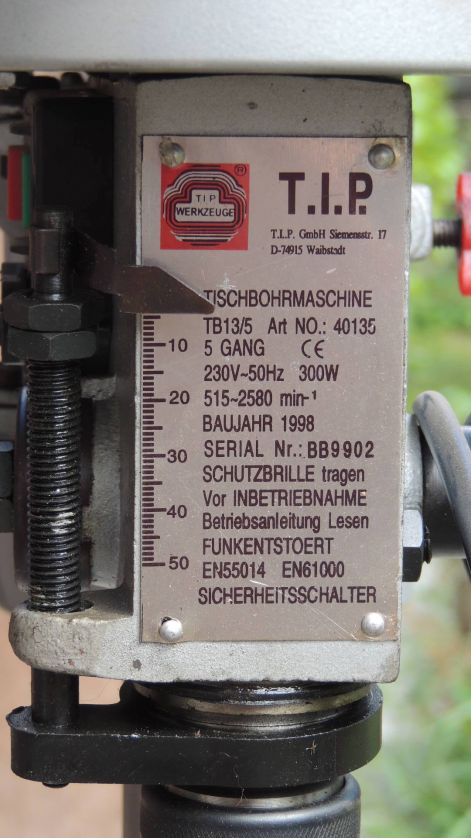 ®
TIP
WERKZEUGE
T.I.P.
T.I.P. GmbH Siemensstr. 17
D-74915 Waibstadt
TISCHBOHRMASCHINE
TB13/5 Art NO.: 40135
10
5 GANG CE
230V~50Hz 300W
20
515~2580 min-¹
BAUJAHR 1998
30
SERIAL Nr.: BB9902
SCHUTZBRILLE tragen
Vor INBETRIEBNAHME
40
Betriebsanleitung Lesen
FUNKENTSTOERT
50
EN55014 EN61000
SICHERHEITSSCHALTER